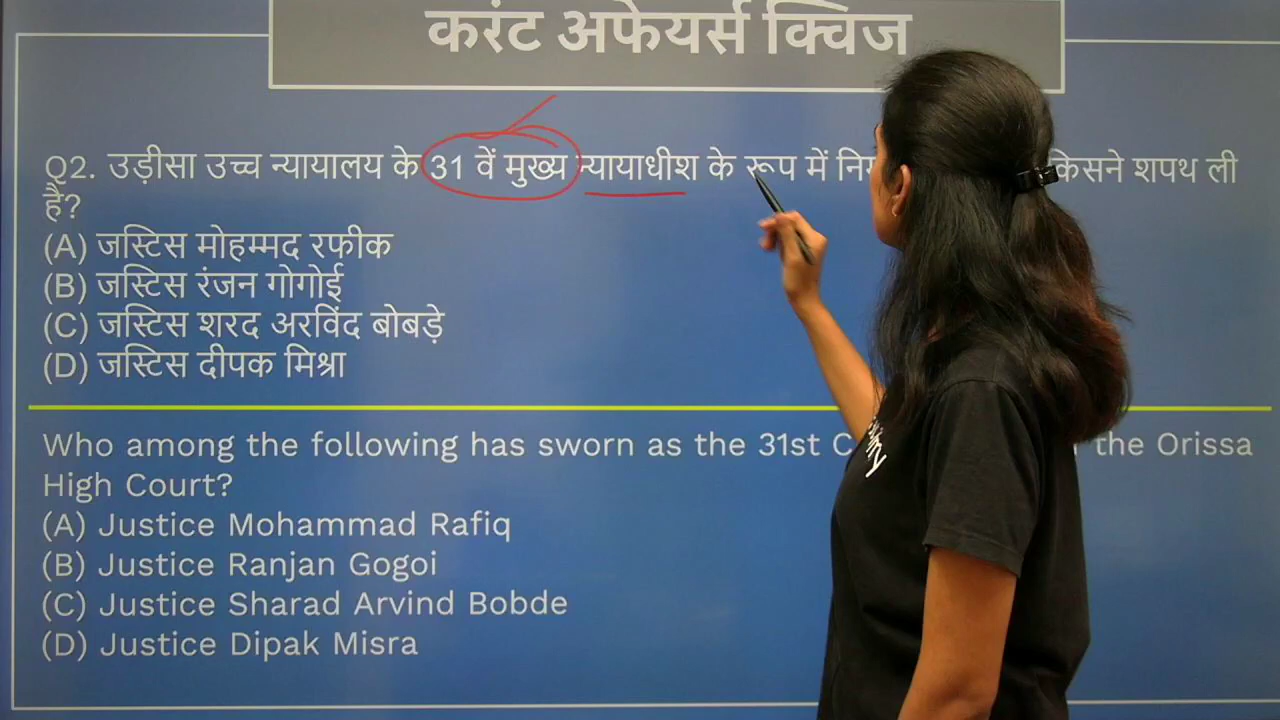 करंट अफेयर्स क्विज
Q2. उड़ीसा उच्च न्यायालय के 31 वें मुख्य न्यायाधीश के रूप में किसने शपथ ली
है?
(A) जस्टिस मोहम्मद रफीक
(B) जस्टिस रंजन गोगोई
(C) जस्टिस शरद अरविंद बोबड़े
(D) जस्टिस दीपक मिश्रा
Who among the following has sworn as the 31st the Orissa
High Court?
(A) Justice Mohammad Rafiq
(B) Justice Ranjan Gogoi
(C) Justice Sharad Arvind Bobde
(D) Justice Dipak Misra